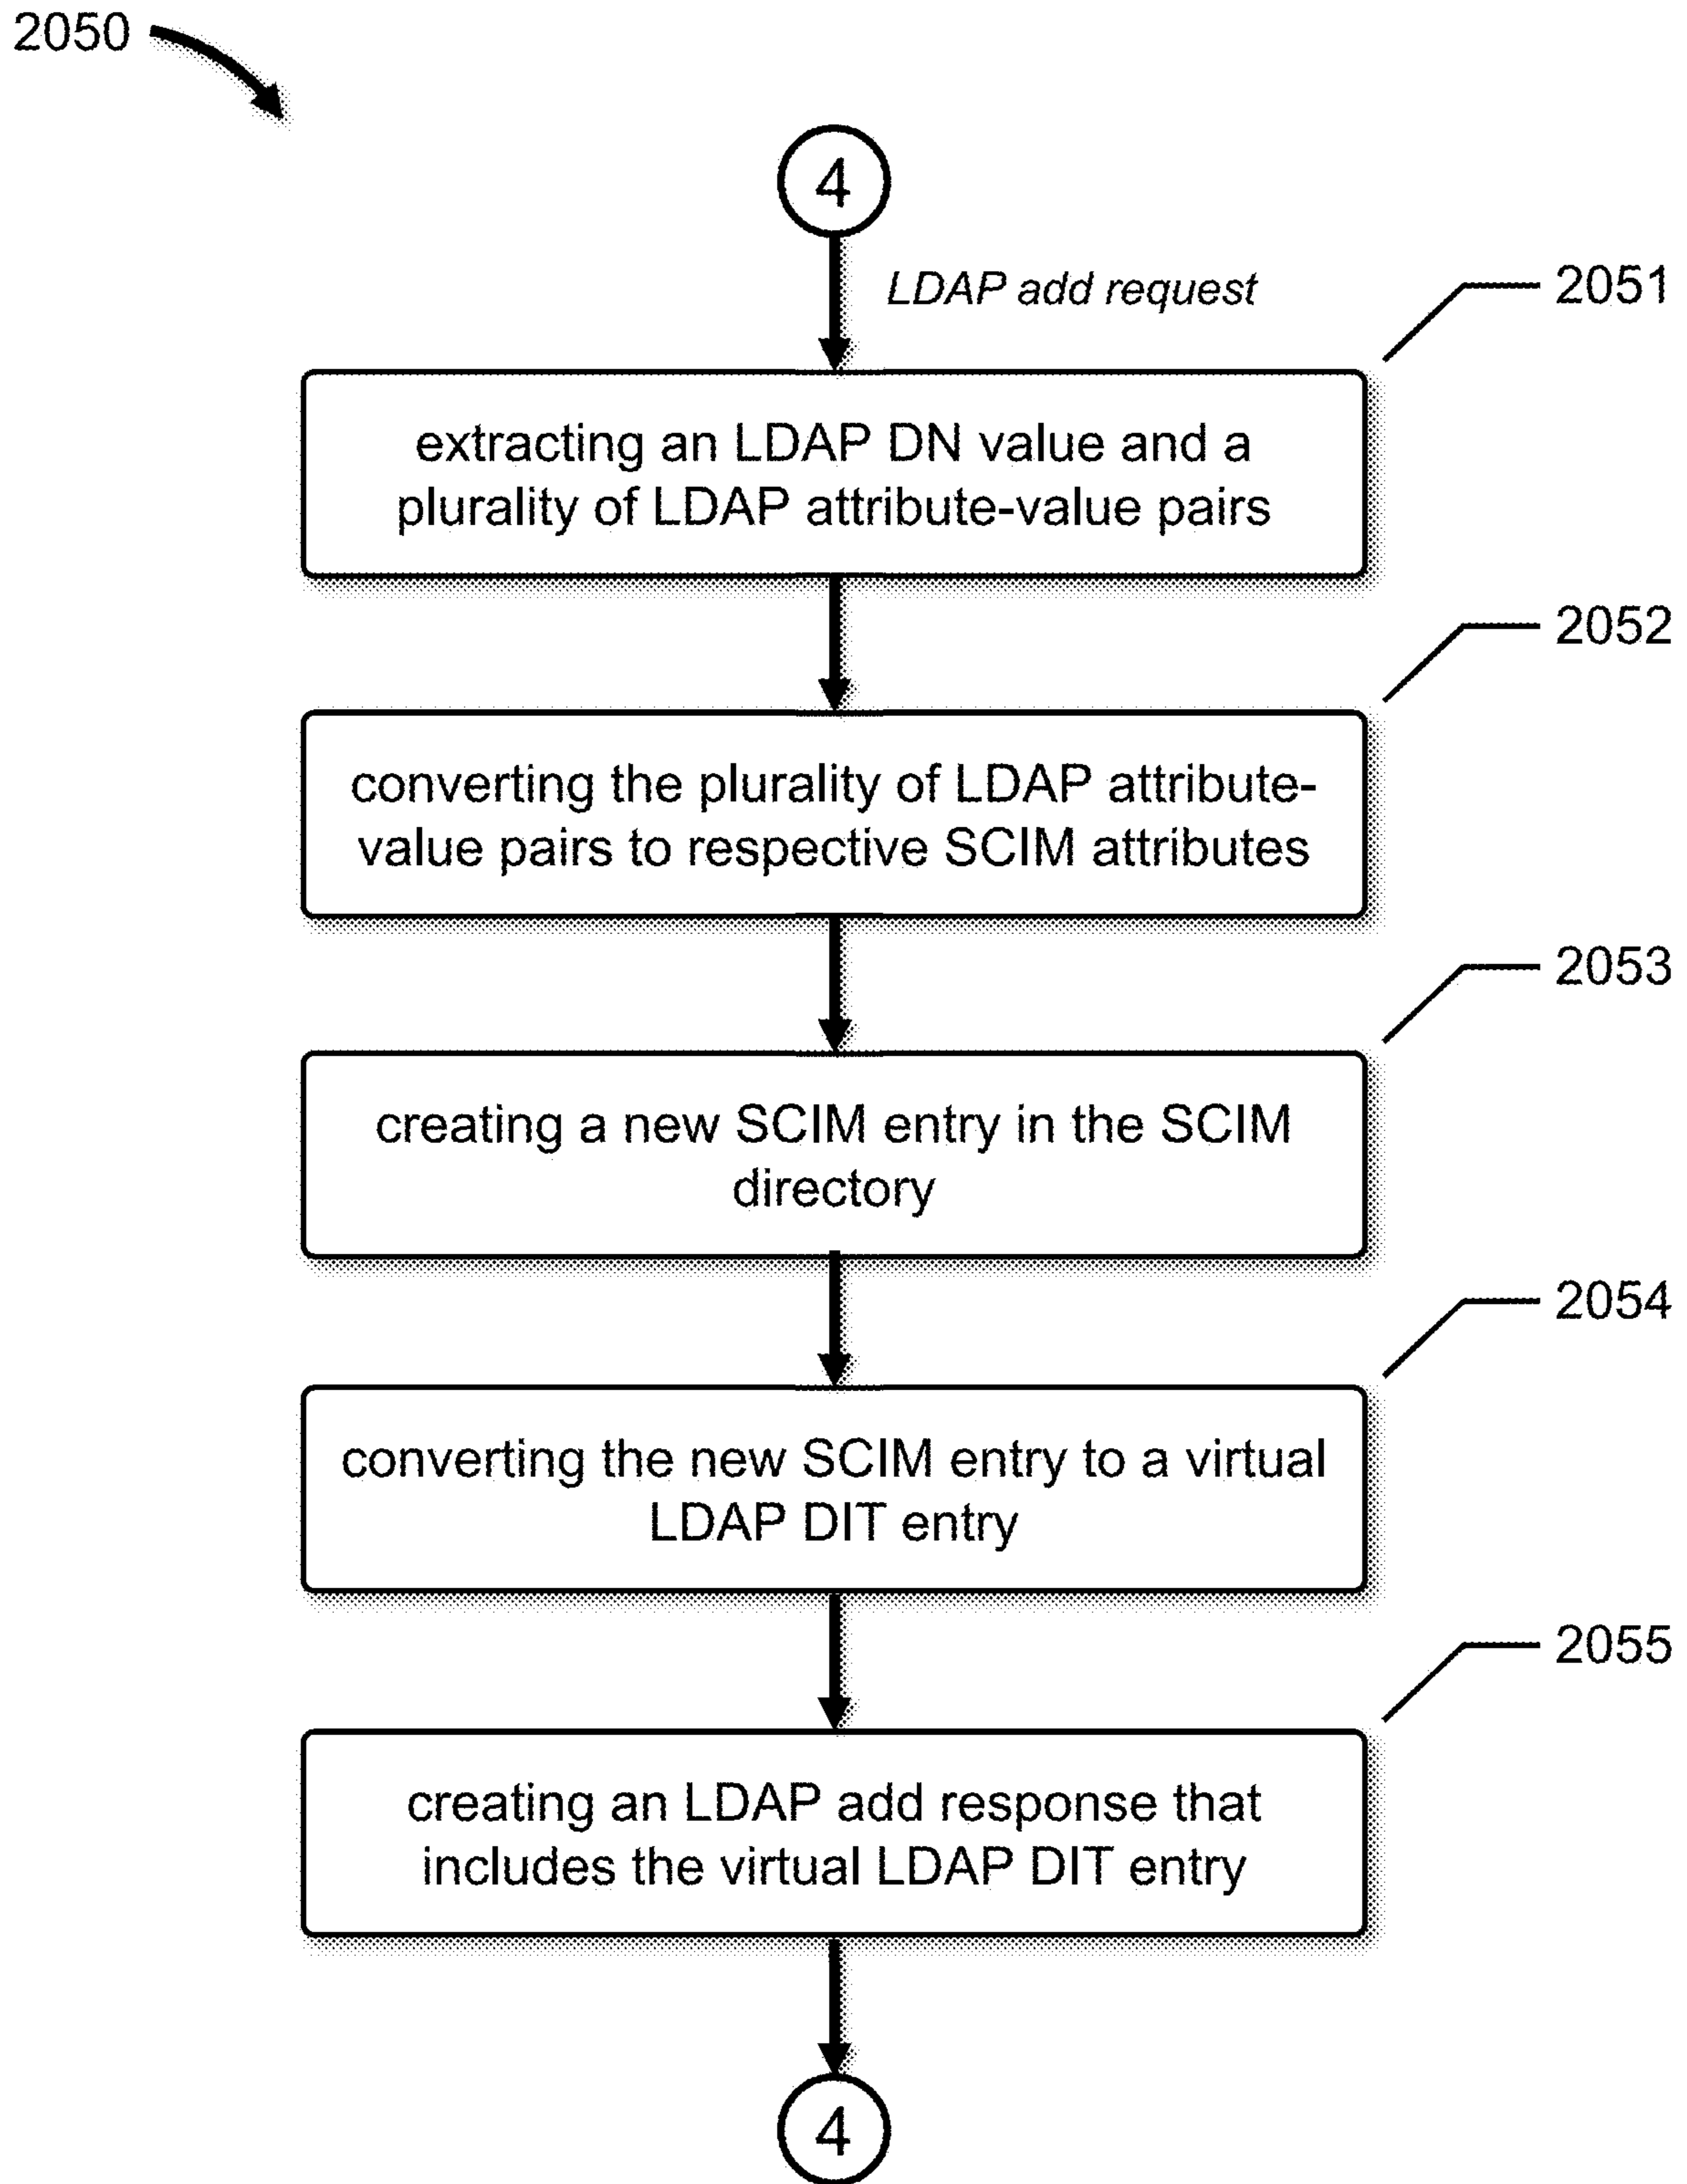 2050
4
LDAP add request
2051
extracting an LDAP DN value and a
plurality of LDAP attribute-value pairs
2052
converting the plurality of LDAP attribute-
value pairs to respective SCIM attributes
2053
creating a new SCIM entry in the SCIM
directory
2054
converting the new SCIM entry to a virtual
LDAP DIT entry
2055
creating an LDAP add response that
includes the virtual LDAP DIT entry
4